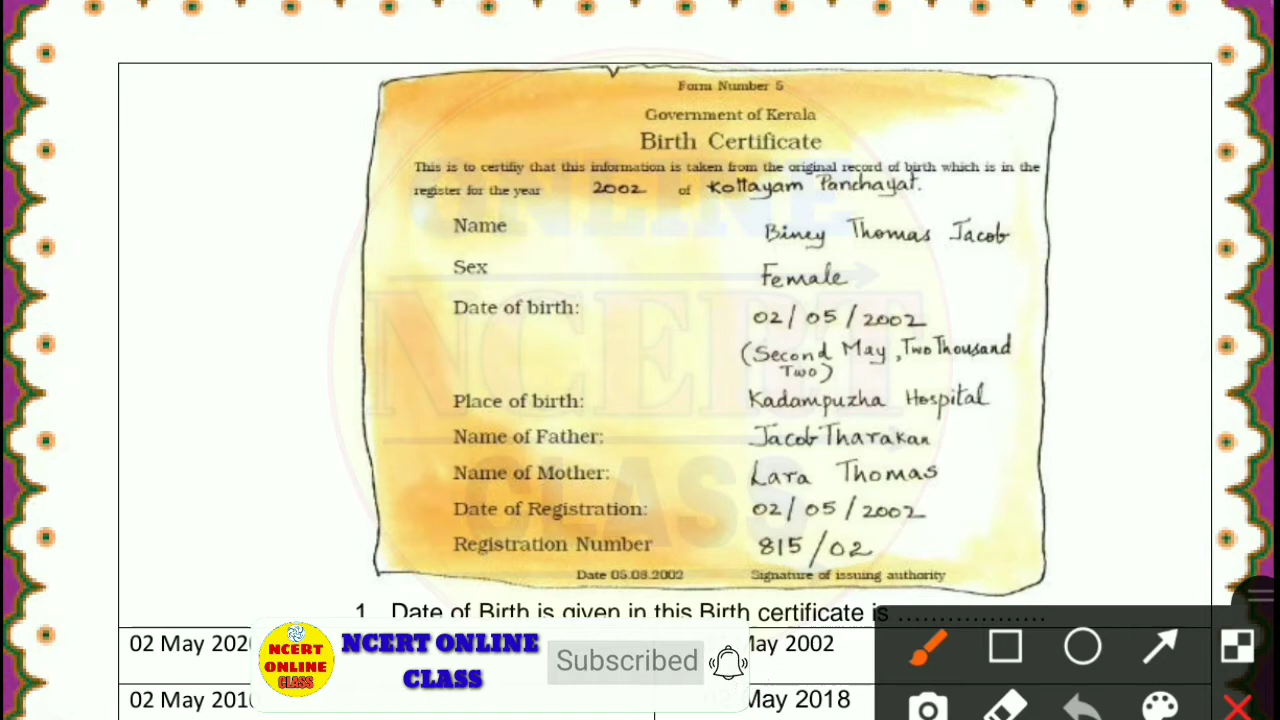 Form Number 5
Government of Kerala
Birth Certificate
This is to certifiy that this information is taken from the original record of birth which is in the
register for the year 2002 of Kottayam Panchayat.
Name Biney Thomas Jacob
Sex Female
Date of birth: 02/05/2002
(Second May, Two Thousand
Two)
Place of birth: Kadampuzha Hospital
Name of Father: Jacob Tharakan
Name of Mother: Lara Thomas
Date of Registration: 02/05/2002
Registration Number 815/02
Date 05.08.2002 Signature of issuing authority
ONLINE
NCERT
CLASS
1. Date of Birth is given in this Birth certificate is ..................
02 May May 2002
02 May May 2018
NCERT
ONLINE
CLASS
NCERT ONLINE
CLASS
Subscribed